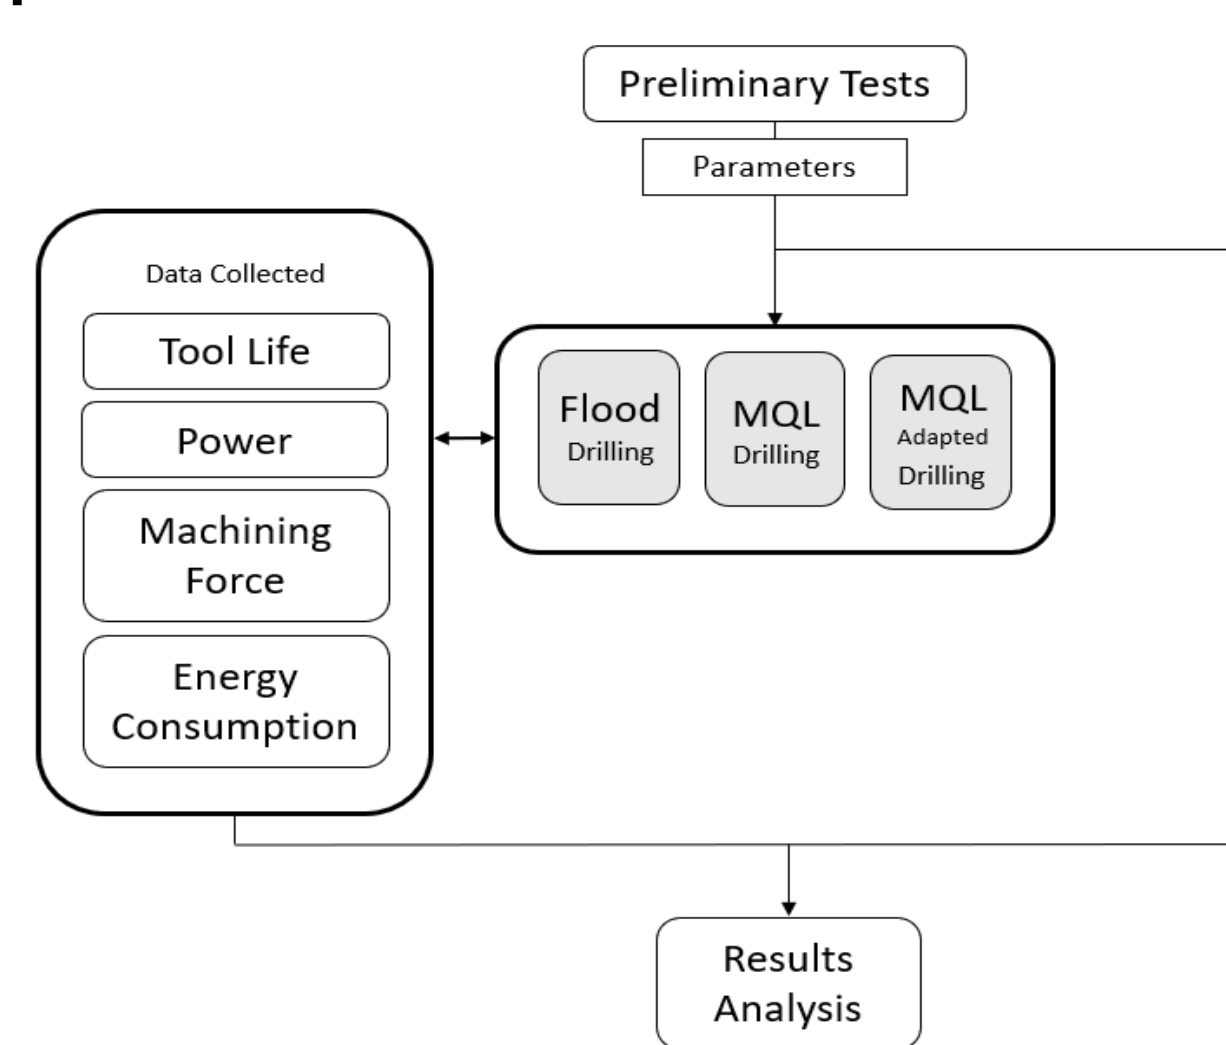 Preliminary Tests
Parameters
Data Collected
Tool Life
Power
Machining
Force
Energy
Consumption
Flood
Drilling
MQL
Drilling
MQL
Adapted
Drilling
Results
Analysis